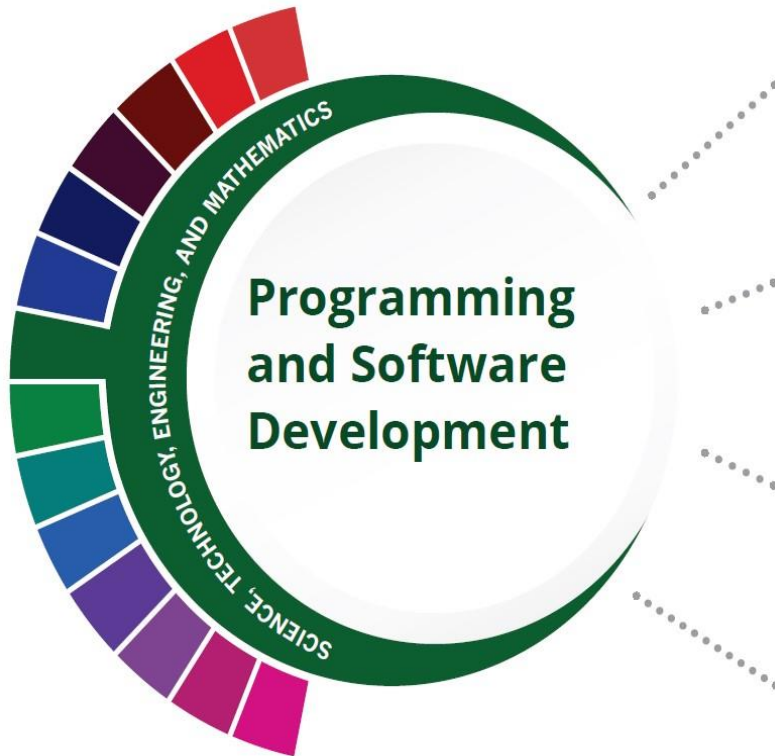 SCIENCE, TECHNOLOGY, ENGINEERING, AND MATHEMATICS
Programming
and Software
Development